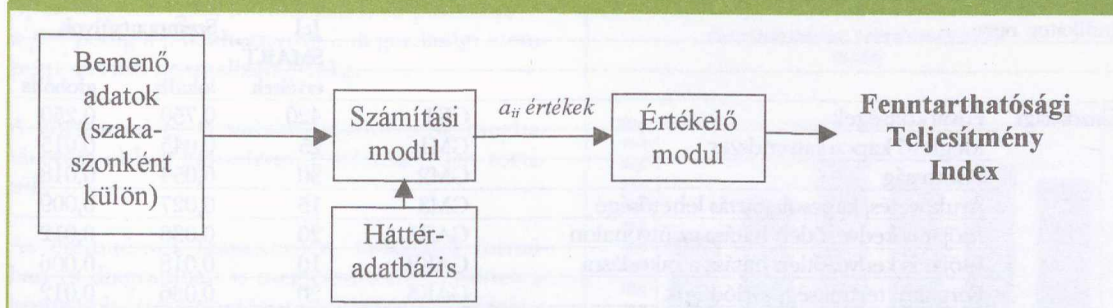 Bemenő
adatok
(szaka-
szonként
külön)
Számítási
modul
Háttér-
adatbázis
aij értékek
Értékelő
modul
Fenntarthatósági
Teljesítmény
Index